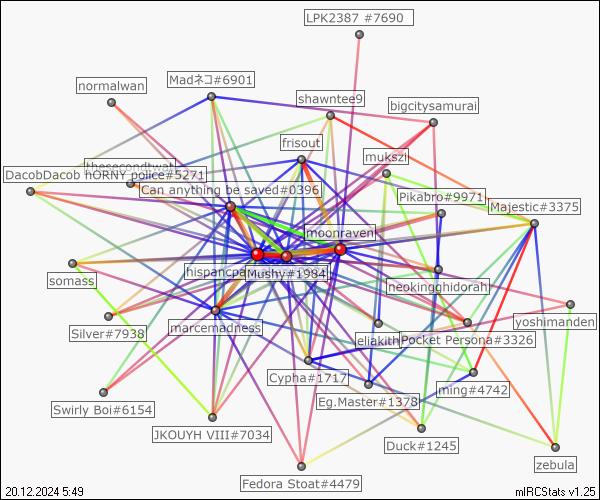 LPK2387 #7690
Madネコ#6901
normalwan
shawntee9
bigcitysamurai
frisout
mukszil
thesecondtwat
DacobDacob hORNY police#5271
Can anything be saved#0396
Pikabro#9971
Majestic#3375
moonraven
Mushy#1984
neokingghidorah
somass
yoshimanden
Silver#7938
marcemadness
eliakith
Pocket Persona#3326
Cypha#1717
ming#4742
Swirly Boi#6154
Eg.Master#1378
JKOUYH VIII#7034
Duck#1245
zebula
Fedora Stoat#4479
20.12.2024 5:49
mIRCStats v1.25